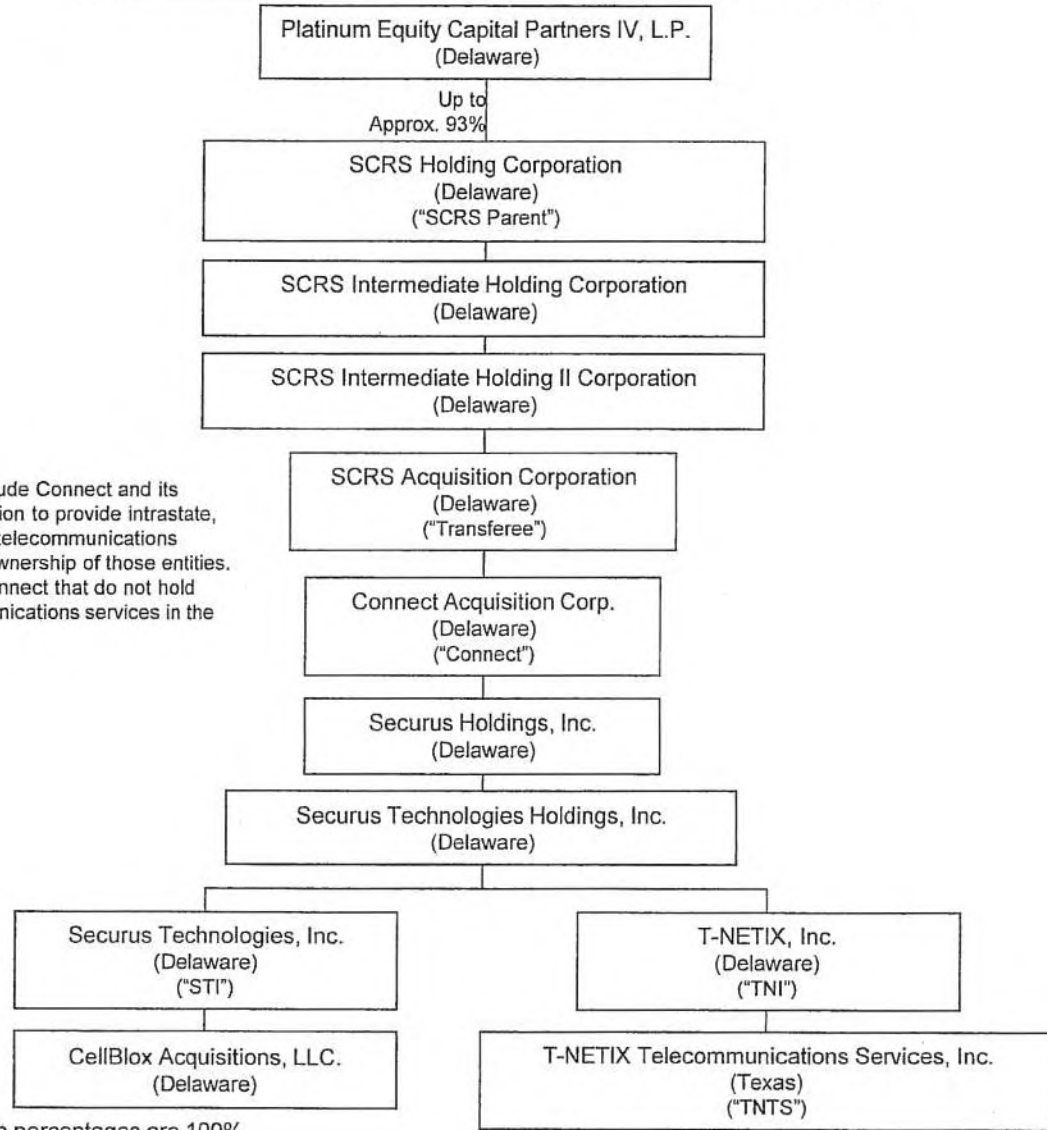 Platinum Equity Capital Partners IV, L.P.
(Delaware)
Up to
Approx. 93%
SCRS Holding Corporation
(Delaware)
("SCRS Parent")
SCRS Intermediate Holding Corporation
(Delaware)
SCRS Intermediate Holding II Corporation
(Delaware)
SCRS Acquisition Corporation
(Delaware)
("Transferee")
ude Connect and its
ion to provide intrastate,
telecommunications
wnership of those entities.
nnect that do not hold
nications services in the
Connect Acquisition Corp.
(Delaware)
("Connect")
Securus Holdings, Inc.
(Delaware)
Securus Technologies Holdings, Inc.
(Delaware)
Securus Technologies, Inc.
(Delaware)
("STI")
T-NETIX, Inc.
(Delaware)
("TNI")
CellBlox Acquisitions, LLC.
(Delaware)
T-NETIX Telecommunications Services, Inc.
(Texas)
("TNTS")
percentages are 100%